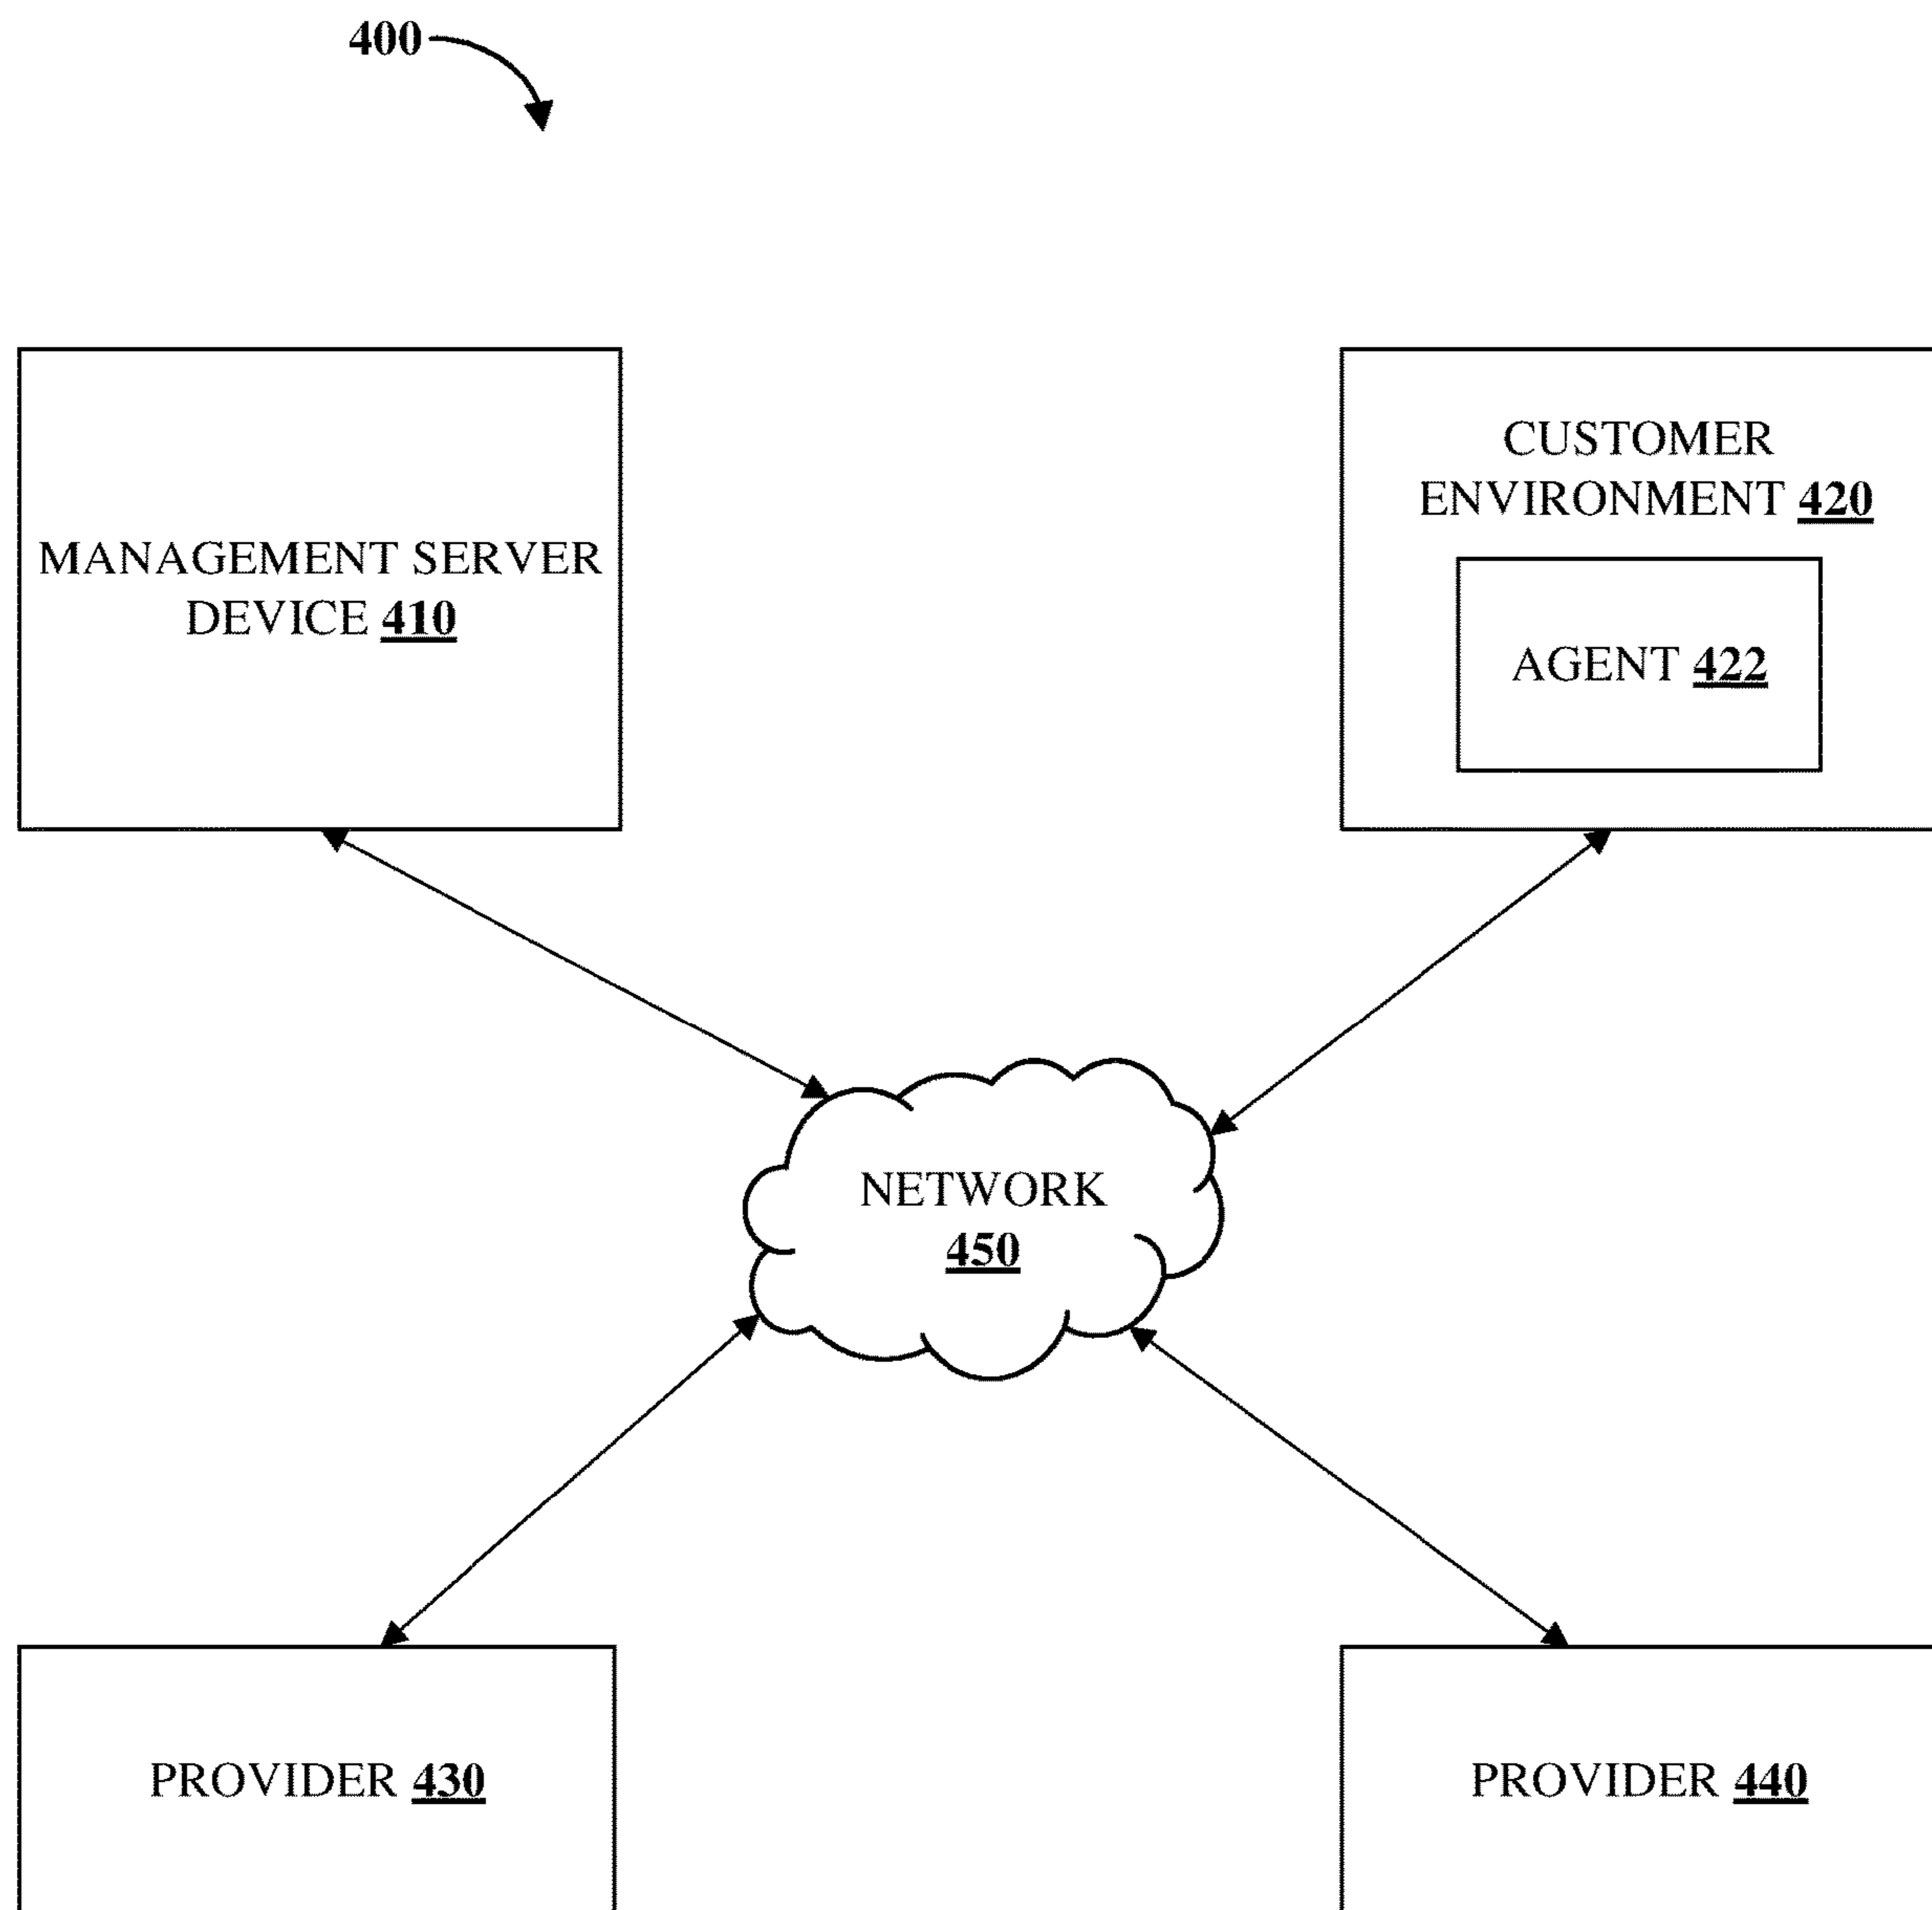 400
MANAGEMENT SERVER
DEVICE 410
CUSTOMER
ENVIRONMENT 420
AGENT 422
NETWORK
450
PROVIDER 430
PROVIDER 440